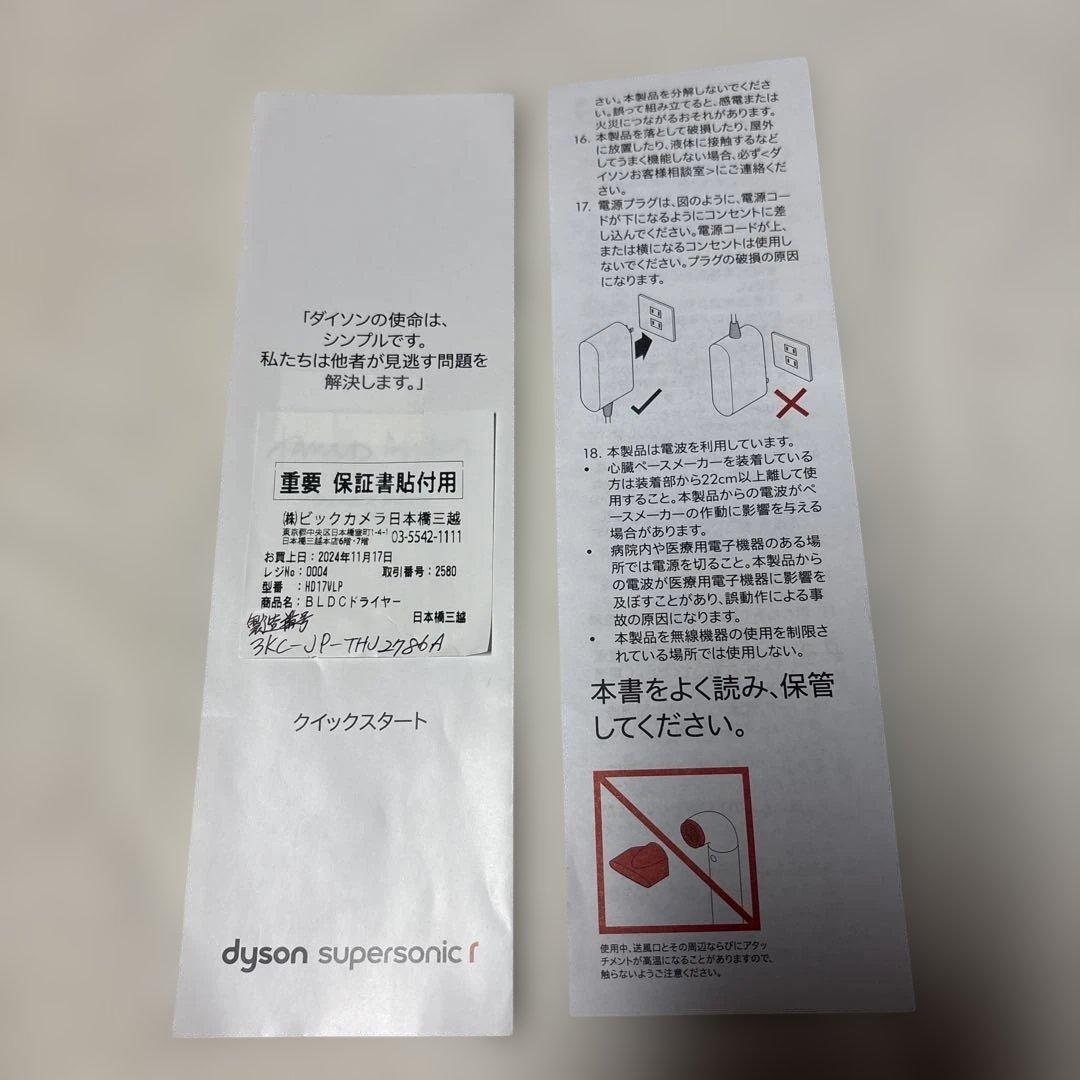 「ダイソンの使命は、
シンプルです。
私たちは他者が見逃す問題を
解決します。」
重要 保証書貼付用
㈱ビックカメラ日本橋三越
東京都中央区日本橋室町1-4-1
日本橋三越本店6階・7階
03-5542-1111
お買上日：2024年11月17日
レジNo：0004 取引番号：2580
型番 ：HD17VLP
商品名：BLDCドライヤー
日本橋三越
製造番号
3KC-JP-THJ2786A
クイックスタート
dyson supersonic r
さい。本製品を分解しないでくださ
い。誤って組み立てると、感電または
火災につながるおそれがあります。
16. 本製品を落として破損したり、屋外
に放置したり、液体に接触するなど
してうまく機能しない場合、必ず<ダ
イソンお客様相談室>にご連絡くだ
さい。
17. 電源プラグは、図のように、電源コー
ドが下になるようにコンセントに差
し込んでください。電源コードが上、
または横になるコンセントは使用し
ないでください。プラグの破損の原因
になります。
18. 本製品は電波を利用しています。
• 心臓ペースメーカーを装着している
方は装着部から22cm以上離して使
用すること。本製品からの電波がペ
ースメーカーの作動に影響を与える
場合があります。
• 病院内や医療用電子機器のある場
所では電源を切ること。本製品から
の電波が医療用電子機器に影響を
及ぼすことがあり、誤動作による事
故の原因になります。
• 本製品を無線機器の使用を制限さ
れている場所では使用しない。
本書をよく読み、保管
してください。
使用中、送風口とその周辺ならびにアタッ
チメントが高温になることがありますので、
触らないようご注意ください。